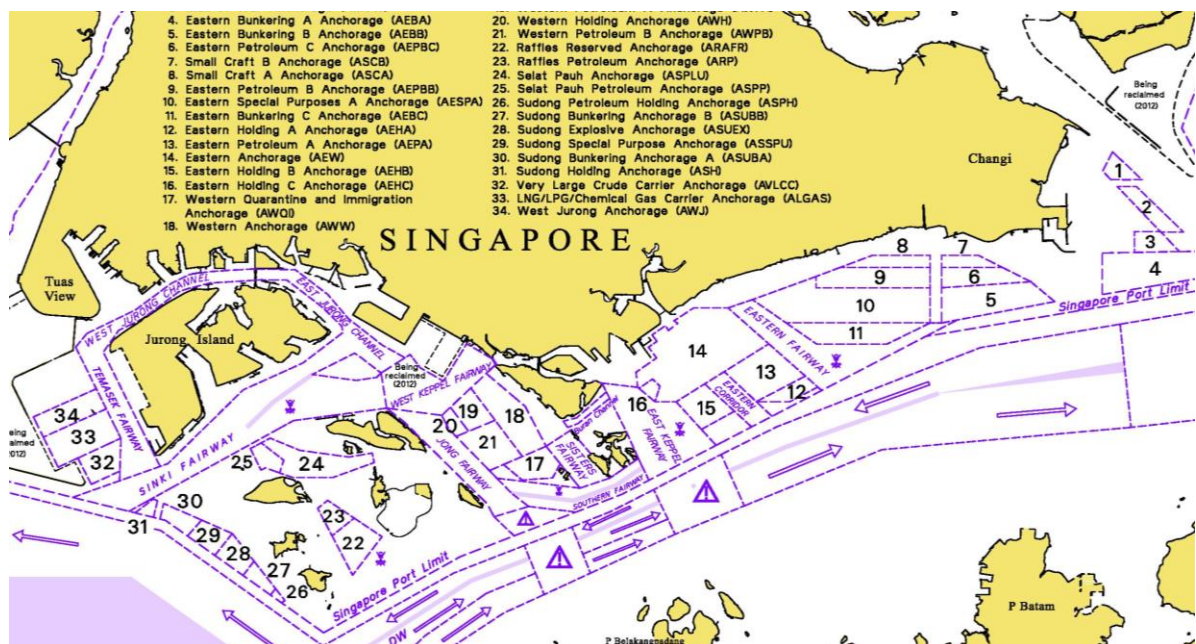 4. Eastern Bunkering A Anchorage (AEBA)
5. Eastern Bunkering B Anchorage (AEBB)
6. Eastern Petroleum C Anchorage (AEPBC)
7. Small Craft B Anchorage (ASCB)
8. Small Craft A Anchorage (ASCA)
9. Eastern Petroleum B Anchorage (AEPBB)
10. Eastern Special Purposes A Anchorage (AESPA)
11. Eastern Bunkering C Anchorage (AEBC)
12. Eastern Holding A Anchorage (AEHA)
13. Eastern Petroleum A Anchorage (AEPA)
14. Eastern Anchorage (AEW)
15. Eastern Holding B Anchorage (AEHB)
16. Eastern Holding C Anchorage (AEHC)
17. Western Quarantine and Immigration
Anchorage (AWQI)
18. Western Anchorage (AWW)
20. Western Holding Anchorage (AWH)
21. Western Petroleum B Anchorage (AWPB)
22. Raffles Reserved Anchorage (ARAFR)
23. Raffles Petroleum Anchorage (ARP)
24. Selat Pauh Anchorage (ASPLU)
25. Selat Pauh Petroleum Anchorage (ASPP)
26. Sudong Petroleum Holding Anchorage (ASPH)
27. Sudong Bunkering Anchorage B (ASUBB)
28. Sudong Explosive Anchorage (ASUEX)
29. Sudong Special Purpose Anchorage (ASSPU)
30. Sudong Bunkering Anchorage A (ASUBA)
31. Sudong Holding Anchorage (ASH)
32. Very Large Crude Carrier Anchorage (AVLCC)
33. LNG/LPG/Chemical Gas Carrier Anchorage (ALGAS)
34. West Jurong Anchorage (AWJ)
Being
reclaimed
(2012)
Changi
SINGAPORE
1
2
3
4
8
7
9
6
10
5
11
Singapore Port Limit
Tuas
View
WEST JURONG CHANNEL
EAST JURONG CHANNEL
Jurong Island
TEMASEK FAIRWAY
Being
reclaimed
(2012)
WEST KEPPEL FAIRWAY
EASTERN FAIRWAY
14
13
12
EASTERN
CORRIDOR
15
16
EAST KEPPEL
FAIRWAY
Buran Channel
34
33
32
eing
claimed
2012)
19
18
20
21
17
SISTERS
FAIRWAY
JONG FAIRWAY
SINKI FAIRWAY
SOUTHERN FAIRWAY
25
24
30
31
29
28
27
26
23
22
Singapore Port Limit
DW
P Batam
P Belakangpadang